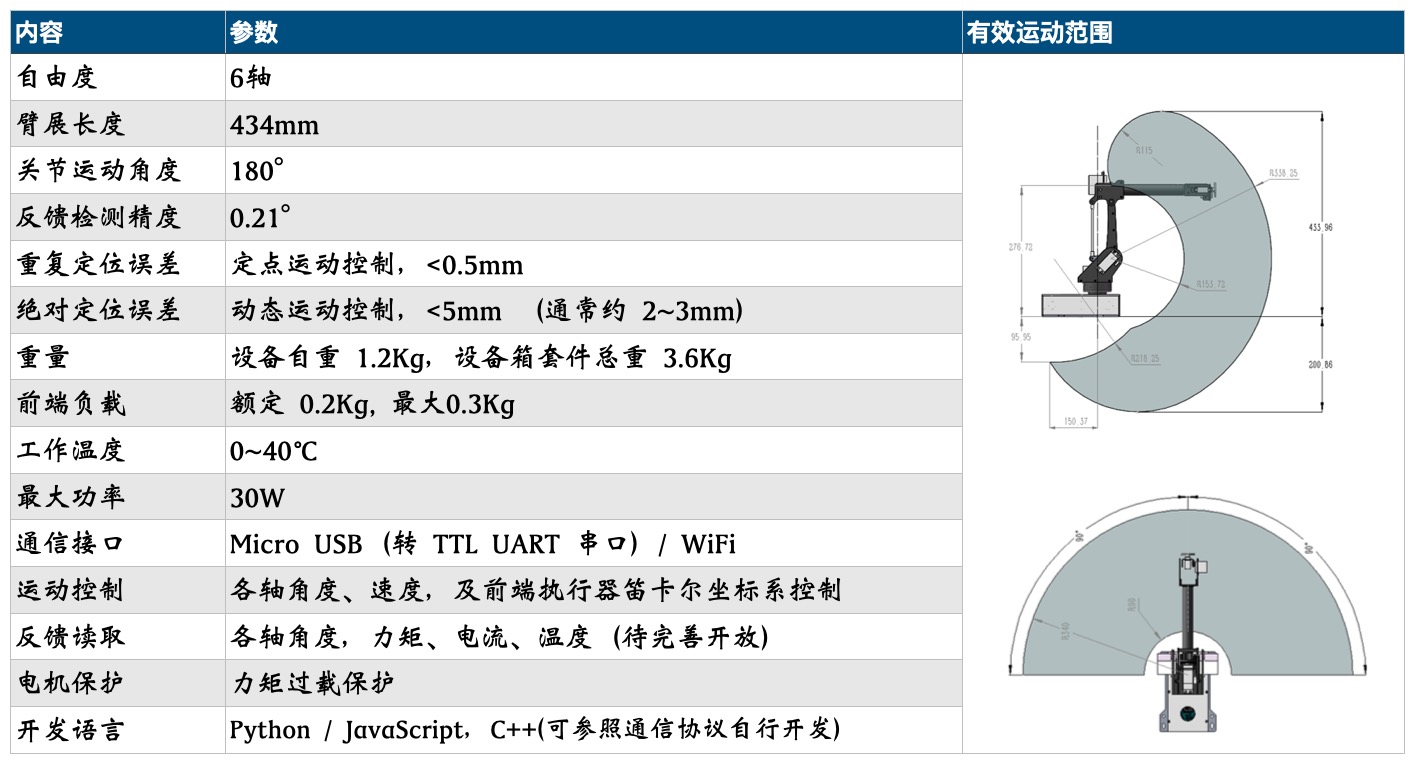 内容 参数 有效运动范围
自由度 6轴
臂展长度 434mm
关节运动角度 180°
反馈检测精度 0.21°
重复定位误差 定点运动控制，<0.5mm
绝对定位误差 动态运动控制，<5mm （通常约 2~3mm）
重量 设备自重 1.2Kg，设备箱套件总重 3.6Kg
前端负载 额定 0.2Kg, 最大0.3Kg
工作温度 0~40℃
最大功率 30W
通信接口 Micro USB （转 TTL UART 串口）/ WiFi
运动控制 各轴角度、速度，及前端执行器笛卡尔坐标系控制
反馈读取 各轴角度，力矩、电流、温度 （待完善开放）
电机保护 力矩过载保护
开发语言 Python / JavaScript，C++(可参照通信协议自行开发)
R115
R338.25
433.96
276.72
R153.72
95.95
R218.25
200.86
150.37
90°
90°
R80
R340